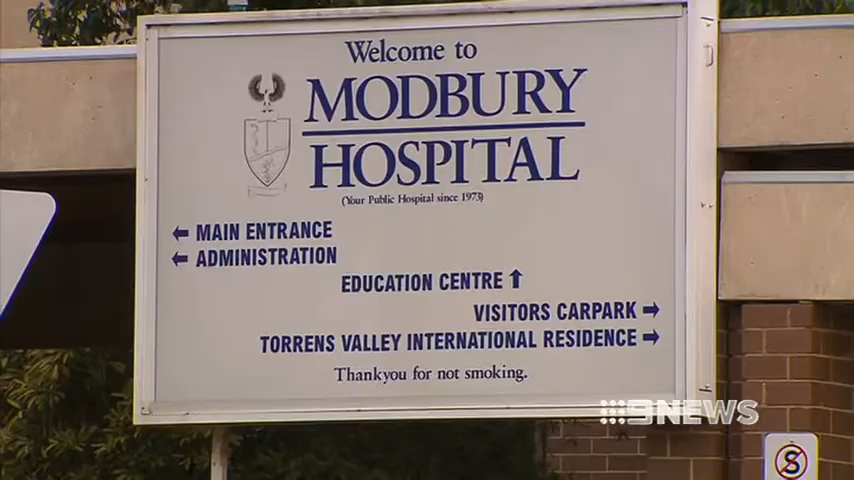 Welcome to
MODBURY
HOSPITAL
(Your Public Hospital since 1973)
← MAIN ENTRANCE
← ADMINISTRATION
EDUCATION CENTRE ↑
VISITORS CARPARK →
TORRENS VALLEY INTERNATIONAL RESIDENCE →
Thankyou for not smoking.
9NEWS
S